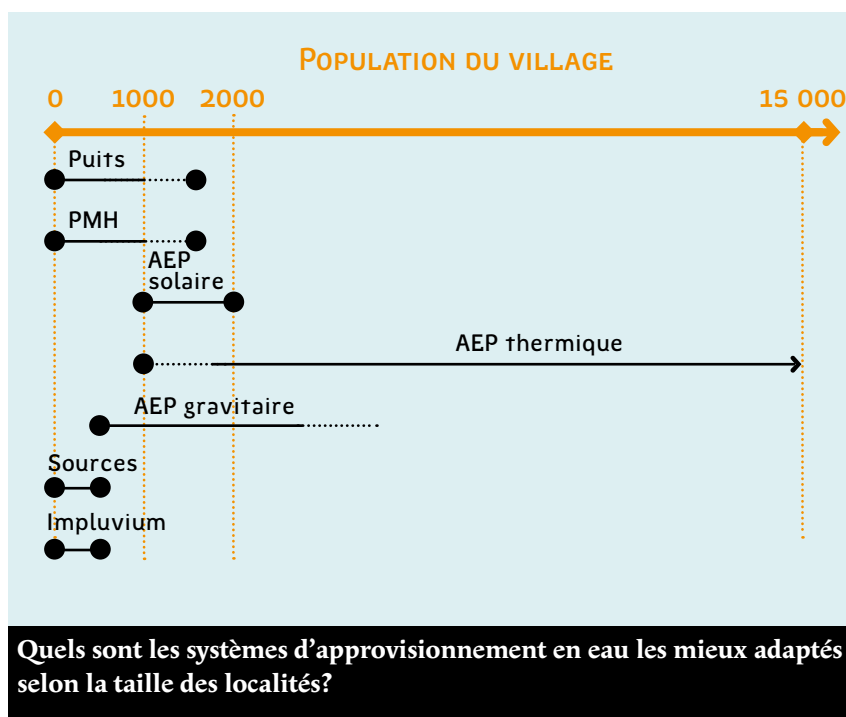 Population du village
0 1000 2000 15 000
Puits
PMH
AEP
solaire
AEP thermique
AEP gravitaire
Sources
Impluvium
Quels sont les systèmes d'approvisionnement en eau les mieux adaptés
selon la taille des localités?